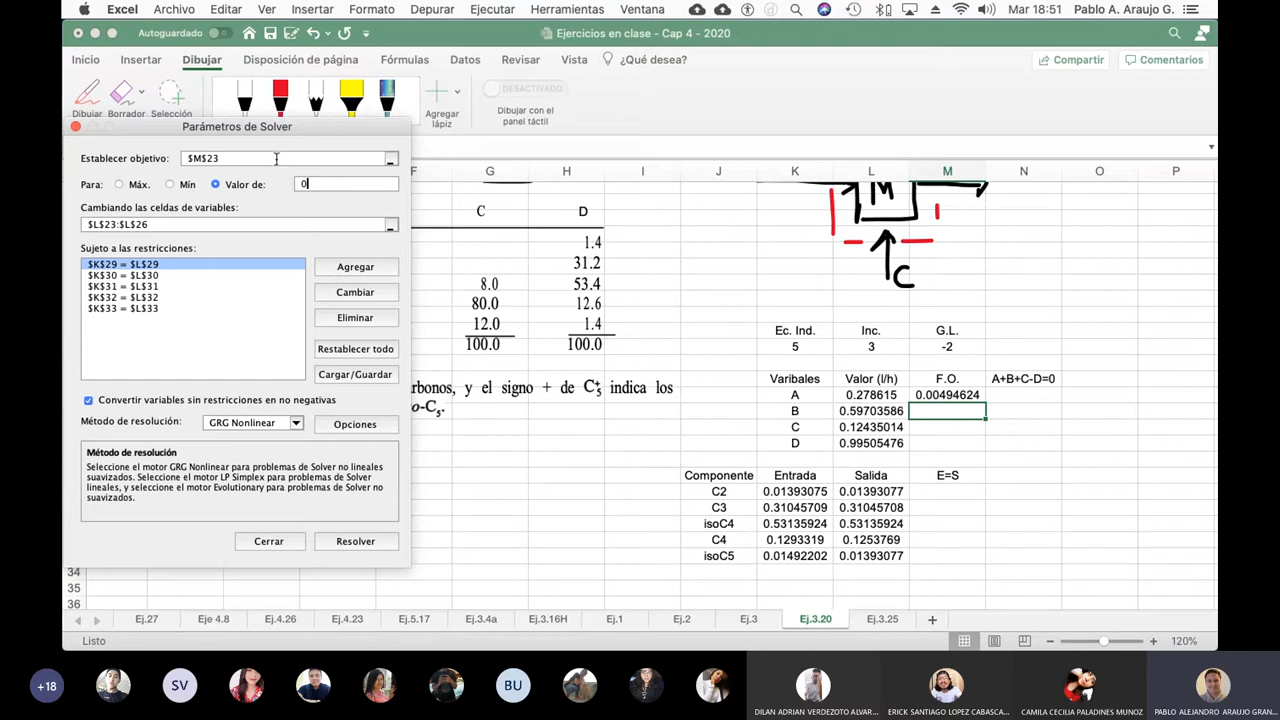 Excel Archivo Editar Ver Insertar Formato Depurar Ejecutar Herramientas Ventana Mar 18:51 Pablo A. Araujo G.
Autoguardado Ejercicios en clase - Cap 4 - 2020
Inicio Insertar Dibujar Disposición de página Fórmulas Datos Revisar Vista ¿Qué desea? Compartir Comentarios
DESACTIVADO
Dibujar Borrador Selección Agregar lápiz Dibujar con el panel táctil
Parámetros de Solver
Establecer objetivo: $M$23
Para: Máx. Mín Valor de: 0
Cambiando las celdas de variables:
$L$23:$L$26
Sujeto a las restricciones:
$K$29 = $L$29
$K$30 = $L$30
$K$31 = $L$31
$K$32 = $L$32
$K$33 = $L$33
Agregar
Cambiar
Eliminar
Restablecer todo
Cargar/Guardar
Convertir variables sin restricciones en no negativas
Método de resolución: GRG Nonlinear Opciones
Método de resolución
Seleccione el motor GRG Nonlinear para problemas de Solver no lineales
suavizados. Seleccione el motor LP Simplex para problemas de Solver
lineales, y seleccione el motor Evolutionary para problemas de Solver no
suavizados.
Cerrar Resolver
F G H I J K L M N O P
C D
1.4
31.2
8.0 53.4
80.0 12.6
12.0 1.4
100.0 100.0
rbonos, y el signo + de C₅⁺ indica los
o-C₅.
M
C
Ec. Ind. Inc. G.L.
5 3 -2
Varibales Valor (l/h) F.O. A+B+C-D=0
A 0.278615 0.00494624
B 0.59703586
C 0.12435014
D 0.99505476
Componente Entrada Salida E=S
C2 0.01393075 0.01393077
C3 0.31045709 0.31045708
isoC4 0.53135924 0.53135924
C4 0.1293319 0.1253769
isoC5 0.01492202 0.01393077
34
35
36
Ej.27 Eje 4.8 Ej.4.26 Ej.4.23 Ej.5.17 Ej.3.4a Ej.3.16H Ej.1 Ej.2 Ej.3 Ej.3.20 Ej.3.25
Listo 120%
+18 SV BU
DILAN ADRIAN VERDEZOTO ALVAR... ERICK SANTIAGO LOPEZ CABASCA... CAMILA CECILIA PALADINES MUNOZ PABLO ALEJANDRO ARAUJO GRAN...